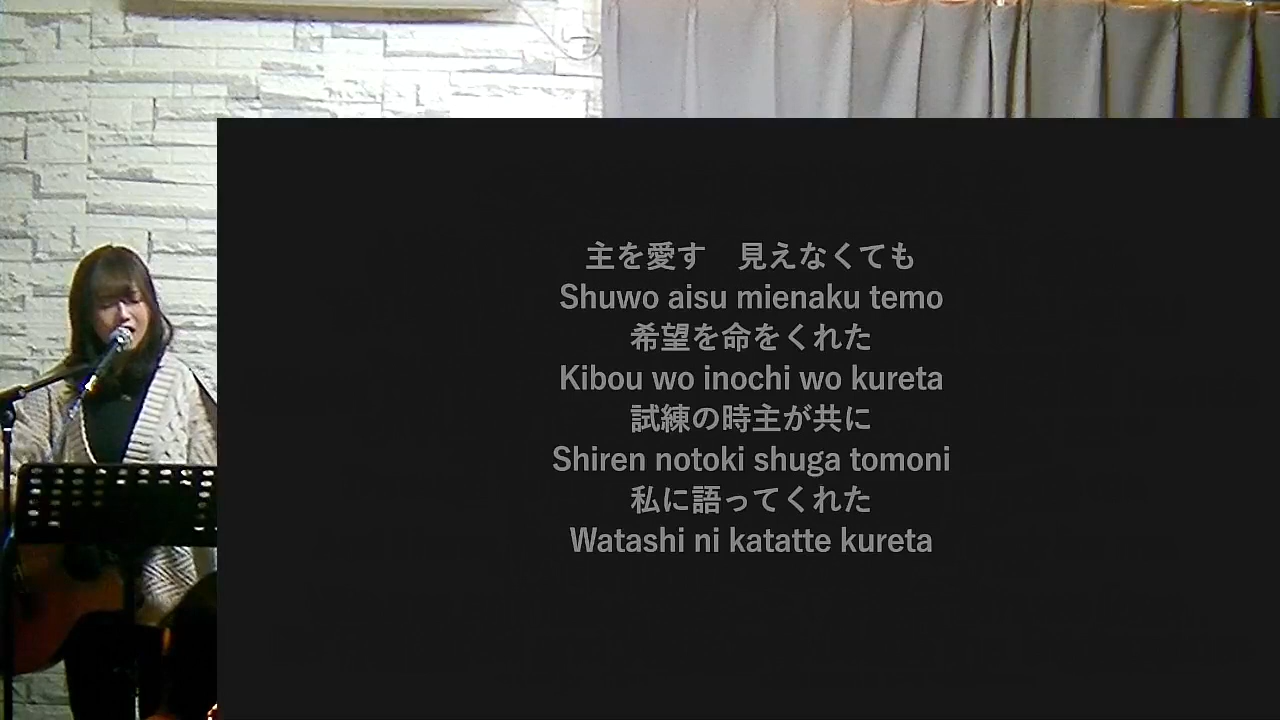 主を愛す　見えなくても
Shuwo aisu mienaku temo
希望を命をくれた
Kibou wo inochi wo kureta
試練の時主が共に
Shiren notoki shuga tomoni
私に語ってくれた
Watashi ni katatte kureta